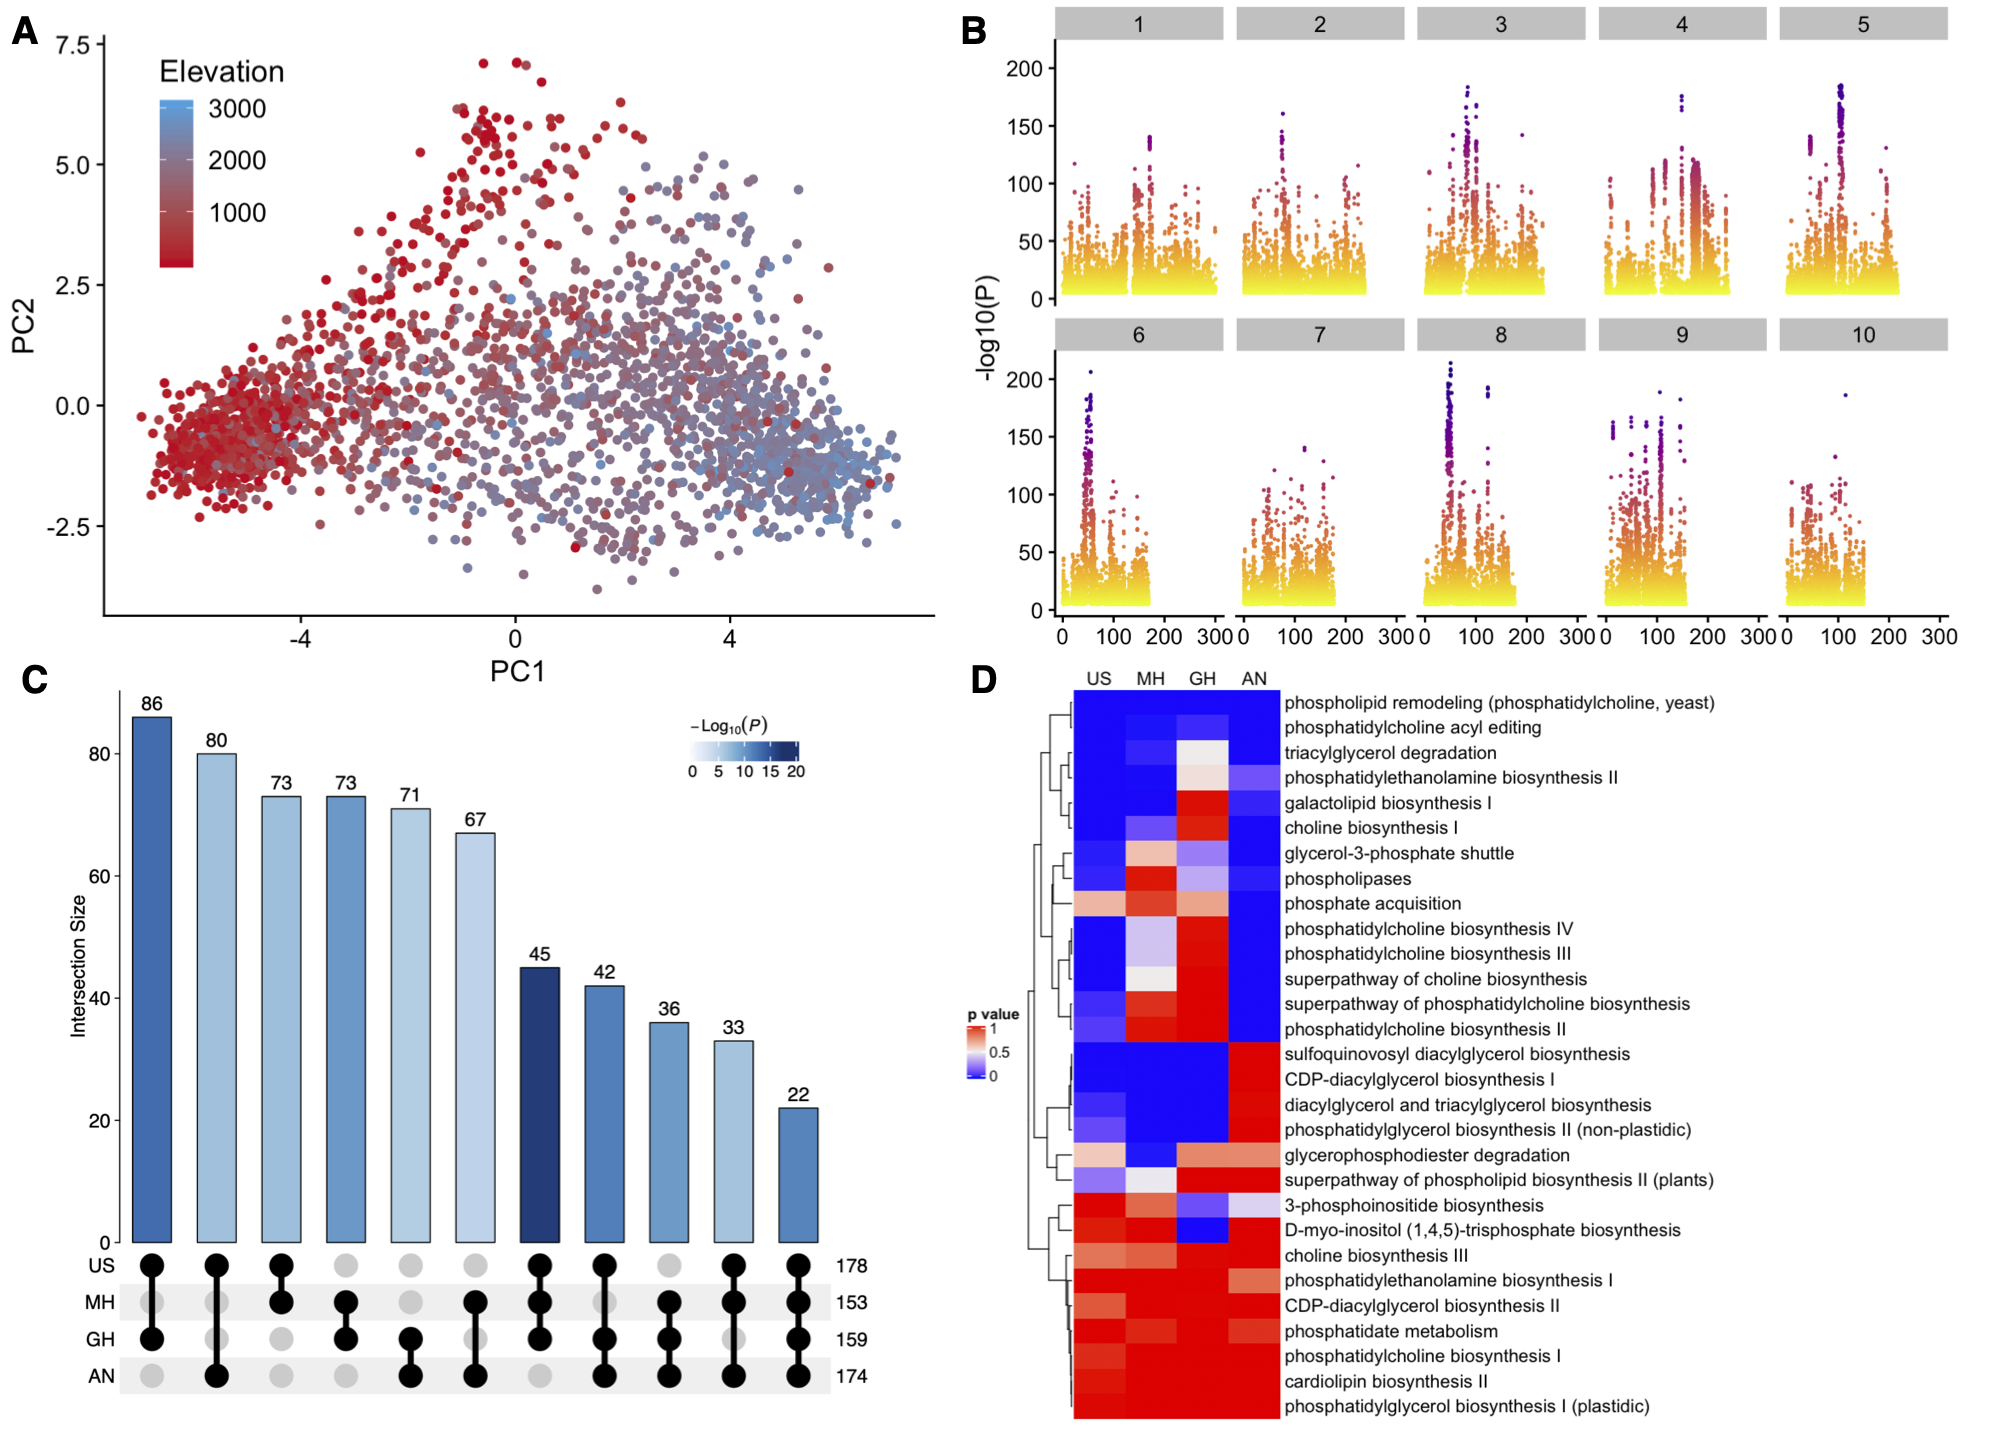 A
7.5
5.0
2.5
0.0
-2.5
PC2
Elevation
3000
2000
1000
-4 0 4
PC1
B
1 2 3 4 5
200
150
100
50
0
-log10(P)
6 7 8 9 10
200
150
100
50
0
0 100 200 300 0 100 200 300 0 100 200 300 0 100 200 300 0 100 200 300
C
Intersection Size
80
60
40
20
0
86 80 73 73 71 67 45 42 36 33 22
−Log10(P)
0 5 10 15 20
US 178
MH 153
GH 159
AN 174
D
US MH GH AN
phospholipid remodeling (phosphatidylcholine, yeast)
phosphatidylcholine acyl editing
triacylglycerol degradation
phosphatidylethanolamine biosynthesis II
galactolipid biosynthesis I
choline biosynthesis I
glycerol-3-phosphate shuttle
phospholipases
phosphate acquisition
phosphatidylcholine biosynthesis IV
phosphatidylcholine biosynthesis III
superpathway of choline biosynthesis
superpathway of phosphatidylcholine biosynthesis
phosphatidylcholine biosynthesis II
sulfoquinovosyl diacylglycerol biosynthesis
CDP-diacylglycerol biosynthesis I
diacylglycerol and triacylglycerol biosynthesis
phosphatidylglycerol biosynthesis II (non-plastidic)
glycerophosphodiester degradation
superpathway of phospholipid biosynthesis II (plants)
3-phosphoinositide biosynthesis
D-myo-inositol (1,4,5)-trisphosphate biosynthesis
choline biosynthesis III
phosphatidylethanolamine biosynthesis I
CDP-diacylglycerol biosynthesis II
phosphatidate metabolism
phosphatidylcholine biosynthesis I
cardiolipin biosynthesis II
phosphatidylglycerol biosynthesis I (plastidic)
p value
1
0.5
0